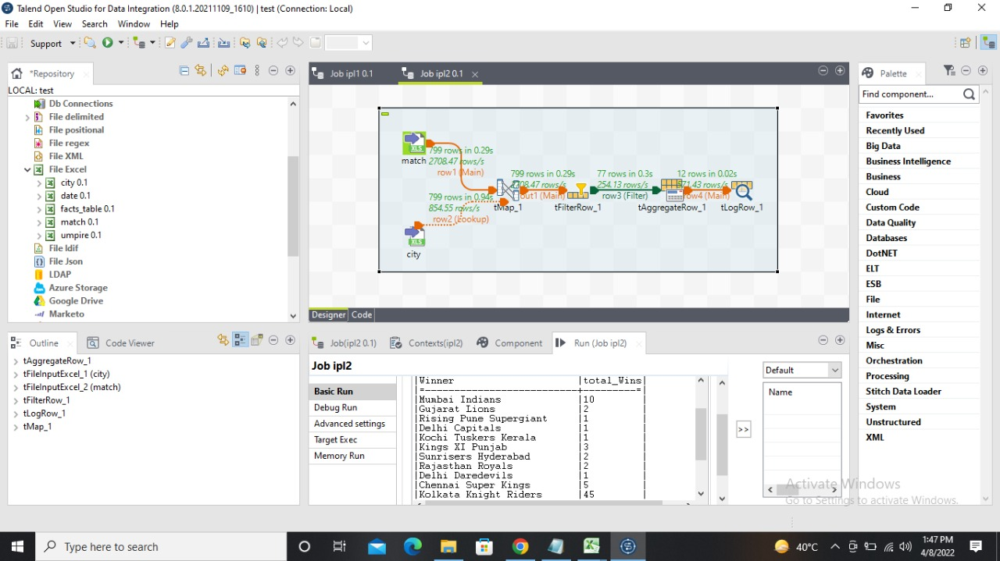 Talend Open Studio for Data Integration (8.0.1.20211109_1610) | test (Connection: Local)
File Edit View Search Window Help
Support
*Repository
LOCAL: test
Db Connections
File delimited
File positional
File regex
File XML
File Excel
city 0.1
date 0.1
facts_table 0.1
match 0.1
umpire 0.1
File ldif
File Json
LDAP
Azure Storage
Google Drive
Marketo
Job ipl1 0.1
Job ipl2 0.1
XLS
match
799 rows in 0.29s
2708.47 rows/s
row1 (Main)
799 rows in 0.94s
854.55 rows/s
row2 (Lookup)
XLS
city
tMap_1
799 rows in 0.29s
2708.47 rows/s
out1 (Main)
tFilterRow_1
77 rows in 0.3s
254.13 rows/s
row3 (Filter)
tAggregateRow_1
12 rows in 0.02s
571.43 rows/s
row4 (Main)
tLogRow_1
Designer Code
Palette
Find component...
Favorites
Recently Used
Big Data
Business Intelligence
Business
Cloud
Custom Code
Data Quality
Databases
DotNET
ELT
ESB
File
Internet
Logs & Errors
Misc
Orchestration
Processing
Stitch Data Loader
System
Unstructured
XML
Outline Code Viewer
tAggregateRow_1
tFileInputExcel_1 (city)
tFileInputExcel_2 (match)
tFilterRow_1
tLogRow_1
tMap_1
Job(ipl2 0.1) Contexts(ipl2) Component Run (Job ipl2)
Job ipl2
Basic Run
Debug Run
Advanced settings
Target Exec
Memory Run
|Winner |total_Wins|
|Mumbai Indians |10 |
|Gujarat Lions |2 |
|Rising Pune Supergiant |1 |
|Delhi Capitals |1 |
|Kochi Tuskers Kerala |1 |
|Kings XI Punjab |3 |
|Sunrisers Hyderabad |2 |
|Rajasthan Royals |2 |
|Delhi Daredevils |1 |
|Chennai Super Kings |5 |
|Kolkata Knight Riders |45 |
>>
Default
Name
Activate Windows
Go to Settings to activate Windows.
Type here to search
40°C
1:47 PM
4/8/2022